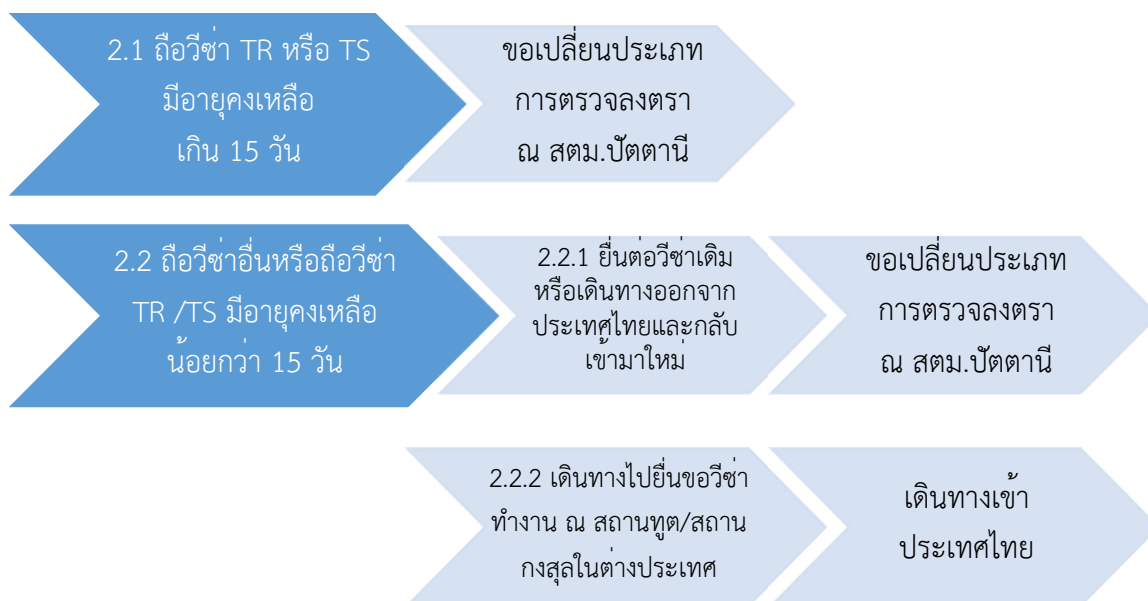 2.1 ถือวีซ่า TR หรือ TS
มีอายุคงเหลือ
เกิน 15 วัน
ขอเปลี่ยนประเภท
การตรวจลงตรา
ณ สตม.ปัตตานี
2.2 ถือวีซ่าอื่นหรือถือวีซ่า
TR /TS มีอายุคงเหลือ
น้อยกว่า 15 วัน
2.2.1 ยื่นต่อวีซ่าเดิม
หรือเดินทางออกจาก
ประเทศไทยและกลับ
เข้ามาใหม่
ขอเปลี่ยนประเภท
การตรวจลงตรา
ณ สตม.ปัตตานี
2.2.2 เดินทางไปยื่นขอวีซ่า
ทำงาน ณ สถานทูต/สถาน
กงสุลในต่างประเทศ
เดินทางเข้า
ประเทศไทย